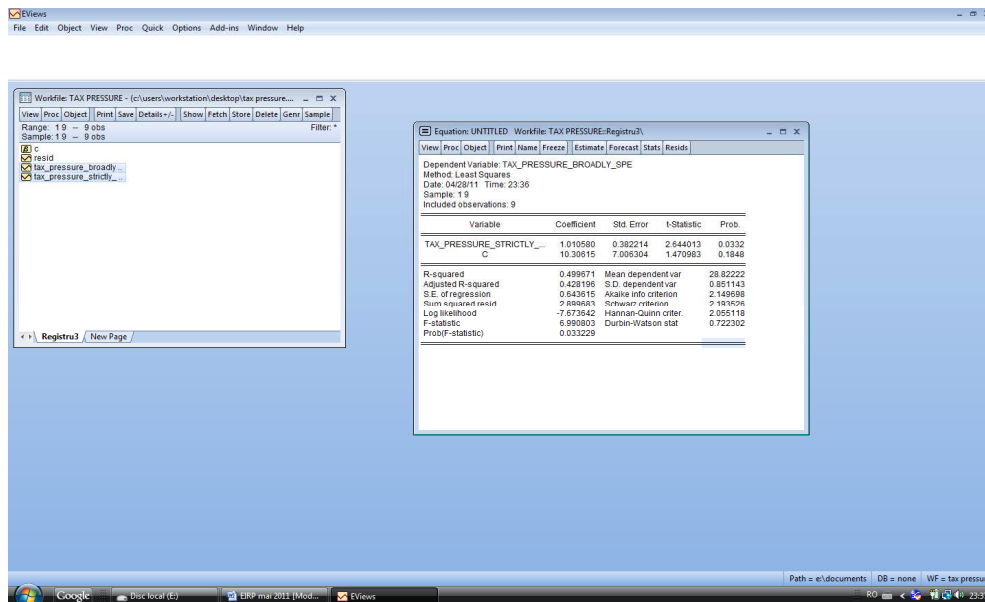 EViews
File Edit Object View Proc Quick Options Add-ins Window Help
Workfile: TAX PRESSURE - (c:\users\workstation\desktop\tax pressure....
View Proc Object Print Save Details+/- Show Fetch Store Delete Genr Sample
Range: 1 9 -- 9 obs Filter: *
Sample: 1 9 -- 9 obs
c
resid
tax_pressure_broadly_..
tax_pressure_strictly_...
Registru3 New Page
Equation: UNTITLED Workfile: TAX PRESSURE::Registru3\
View Proc Object Print Name Freeze Estimate Forecast Stats Resids
Dependent Variable: TAX_PRESSURE_BROADLY_SPE
Method: Least Squares
Date: 04/28/11 Time: 23:36
Sample: 1 9
Included observations: 9
Variable Coefficient Std. Error t-Statistic Prob.
TAX_PRESSURE_STRICTLY_... 1.010580 0.382214 2.644013 0.0332
C 10.30615 7.006304 1.470983 0.1848
R-squared 0.499671 Mean dependent var 28.82222
Adjusted R-squared 0.428196 S.D. dependent var 0.851143
S.E. of regression 0.643615 Akaike info criterion 2.149698
Sum squared resid 2.899683 Schwarz criterion 2.193526
Log likelihood -7.673642 Hannan-Quinn criter. 2.055118
F-statistic 6.990803 Durbin-Watson stat 0.722302
Prob(F-statistic) 0.033229
Path = e:\documents DB = none WF = tax pressu
Google Disc local (E:) EIRP mai 2011 [Mod... EViews RO < 23:3